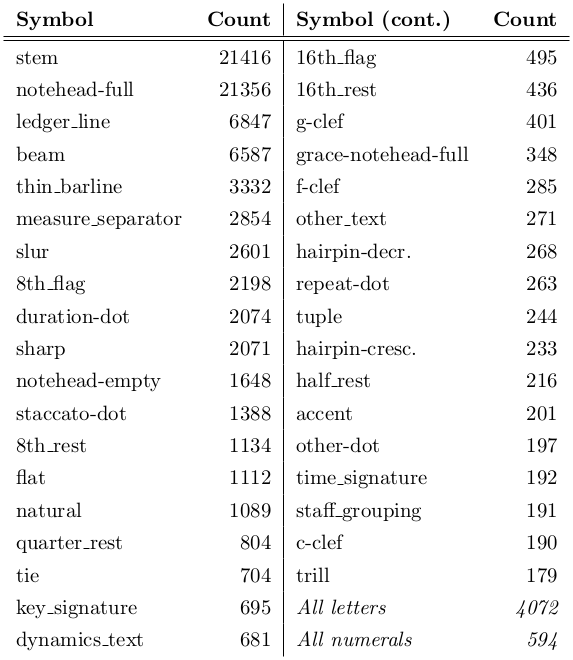 Symbol Count Symbol (cont.) Count
stem 21416 16th_flag 495
notehead-full 21356 16th_rest 436
ledger_line 6847 g-clef 401
beam 6587 grace-notehead-full 348
thin_barline 3332 f-clef 285
measure_separator 2854 other_text 271
slur 2601 hairpin-decr. 268
8th_flag 2198 repeat-dot 263
duration-dot 2074 tuple 244
sharp 2071 hairpin-cresc. 233
notehead-empty 1648 half_rest 216
staccato-dot 1388 accent 201
8th_rest 1134 other-dot 197
flat 1112 time_signature 192
natural 1089 staff_grouping 191
quarter_rest 804 c-clef 190
tie 704 trill 179
key_signature 695 All letters 4072
dynamics_text 681 All numerals 594